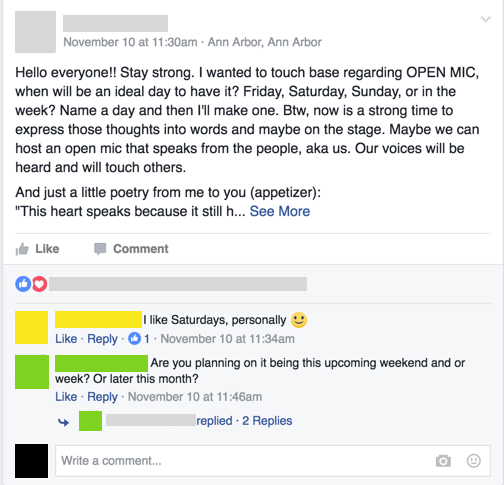 November 10 at 11:30am · Ann Arbor, Ann Arbor
Hello everyone!! Stay strong. I wanted to touch base regarding OPEN MIC,
when will be an ideal day to have it? Friday, Saturday, Sunday, or in the
week? Name a day and then I'll make one. Btw, now is a strong time to
express those thoughts into words and maybe on the stage. Maybe we can
host an open mic that speaks from the people, aka us. Our voices will be
heard and will touch others.
And just a little poetry from me to you (appetizer):
"This heart speaks because it still h... See More
Like Comment
I like Saturdays, personally 🙂
Like · Reply · 1 · November 10 at 11:34am
Are you planning on it being this upcoming weekend and or
week? Or later this month?
Like · Reply · November 10 at 11:46am
replied · 2 Replies
Write a comment...